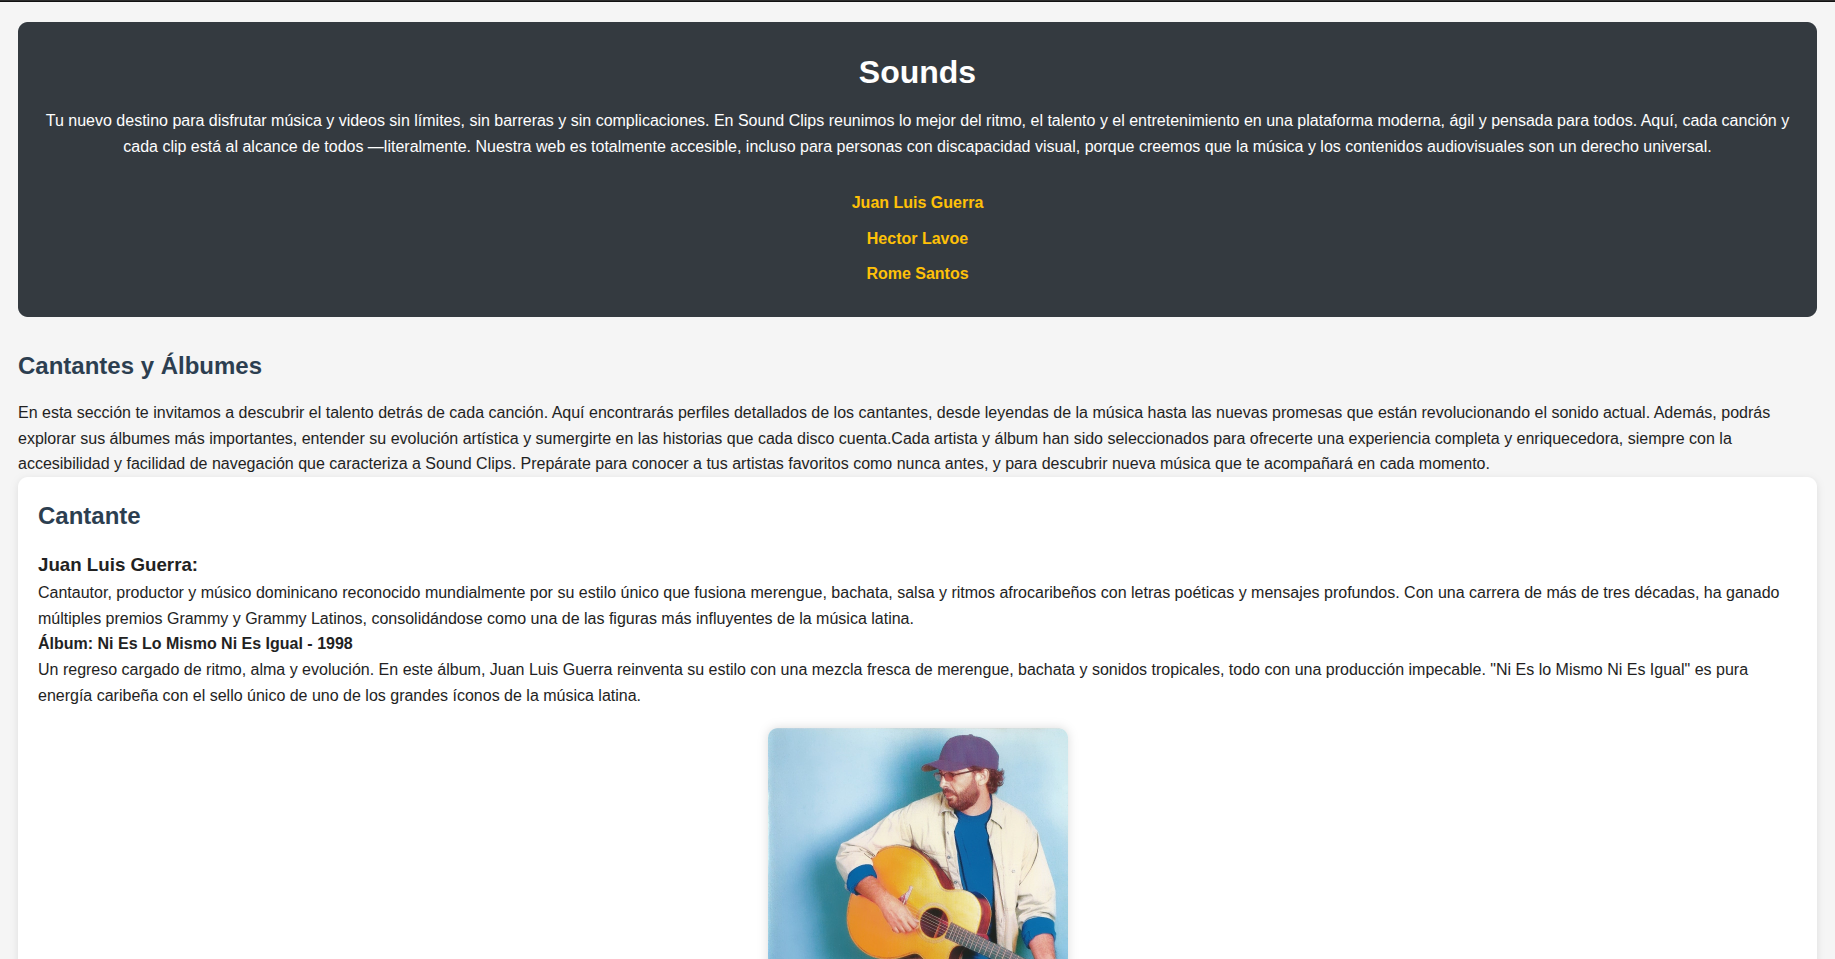 Sounds
Tu nuevo destino para disfrutar música y videos sin límites, sin barreras y sin complicaciones. En Sound Clips reunimos lo mejor del ritmo, el talento y el entretenimiento en una plataforma moderna, ágil y pensada para todos. Aquí, cada canción y
cada clip está al alcance de todos —literalmente. Nuestra web es totalmente accesible, incluso para personas con discapacidad visual, porque creemos que la música y los contenidos audiovisuales son un derecho universal.
Juan Luis Guerra
Hector Lavoe
Rome Santos
Cantantes y Álbumes
En esta sección te invitamos a descubrir el talento detrás de cada canción. Aquí encontrarás perfiles detallados de los cantantes, desde leyendas de la música hasta las nuevas promesas que están revolucionando el sonido actual. Además, podrás
explorar sus álbumes más importantes, entender su evolución artística y sumergirte en las historias que cada disco cuenta.Cada artista y álbum han sido seleccionados para ofrecerte una experiencia completa y enriquecedora, siempre con la
accesibilidad y facilidad de navegación que caracteriza a Sound Clips. Prepárate para conocer a tus artistas favoritos como nunca antes, y para descubrir nueva música que te acompañará en cada momento.
Cantante
Juan Luis Guerra:
Cantautor, productor y músico dominicano reconocido mundialmente por su estilo único que fusiona merengue, bachata, salsa y ritmos afrocaribeños con letras poéticas y mensajes profundos. Con una carrera de más de tres décadas, ha ganado
múltiples premios Grammy y Grammy Latinos, consolidándose como una de las figuras más influyentes de la música latina.
Álbum: Ni Es Lo Mismo Ni Es Igual - 1998
Un regreso cargado de ritmo, alma y evolución. En este álbum, Juan Luis Guerra reinventa su estilo con una mezcla fresca de merengue, bachata y sonidos tropicales, todo con una producción impecable. "Ni Es lo Mismo Ni Es Igual" es pura
energía caribeña con el sello único de uno de los grandes íconos de la música latina.